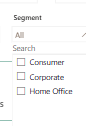 Segment
All
Search
Consumer
Corporate
Home Office
s